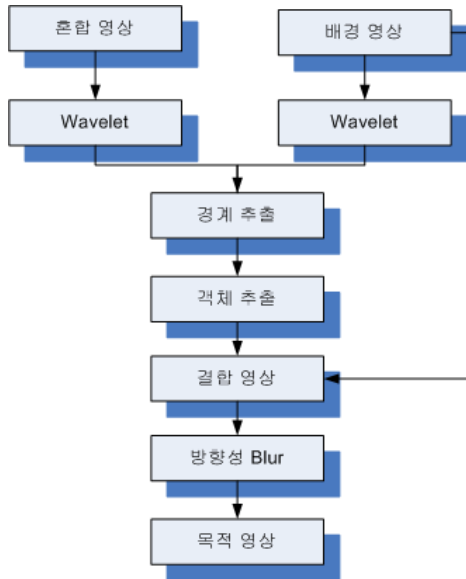 혼합 영상
배경 영상
Wavelet
Wavelet
경계 추출
객체 추출
결합 영상
방향성 Blur
목적 영상